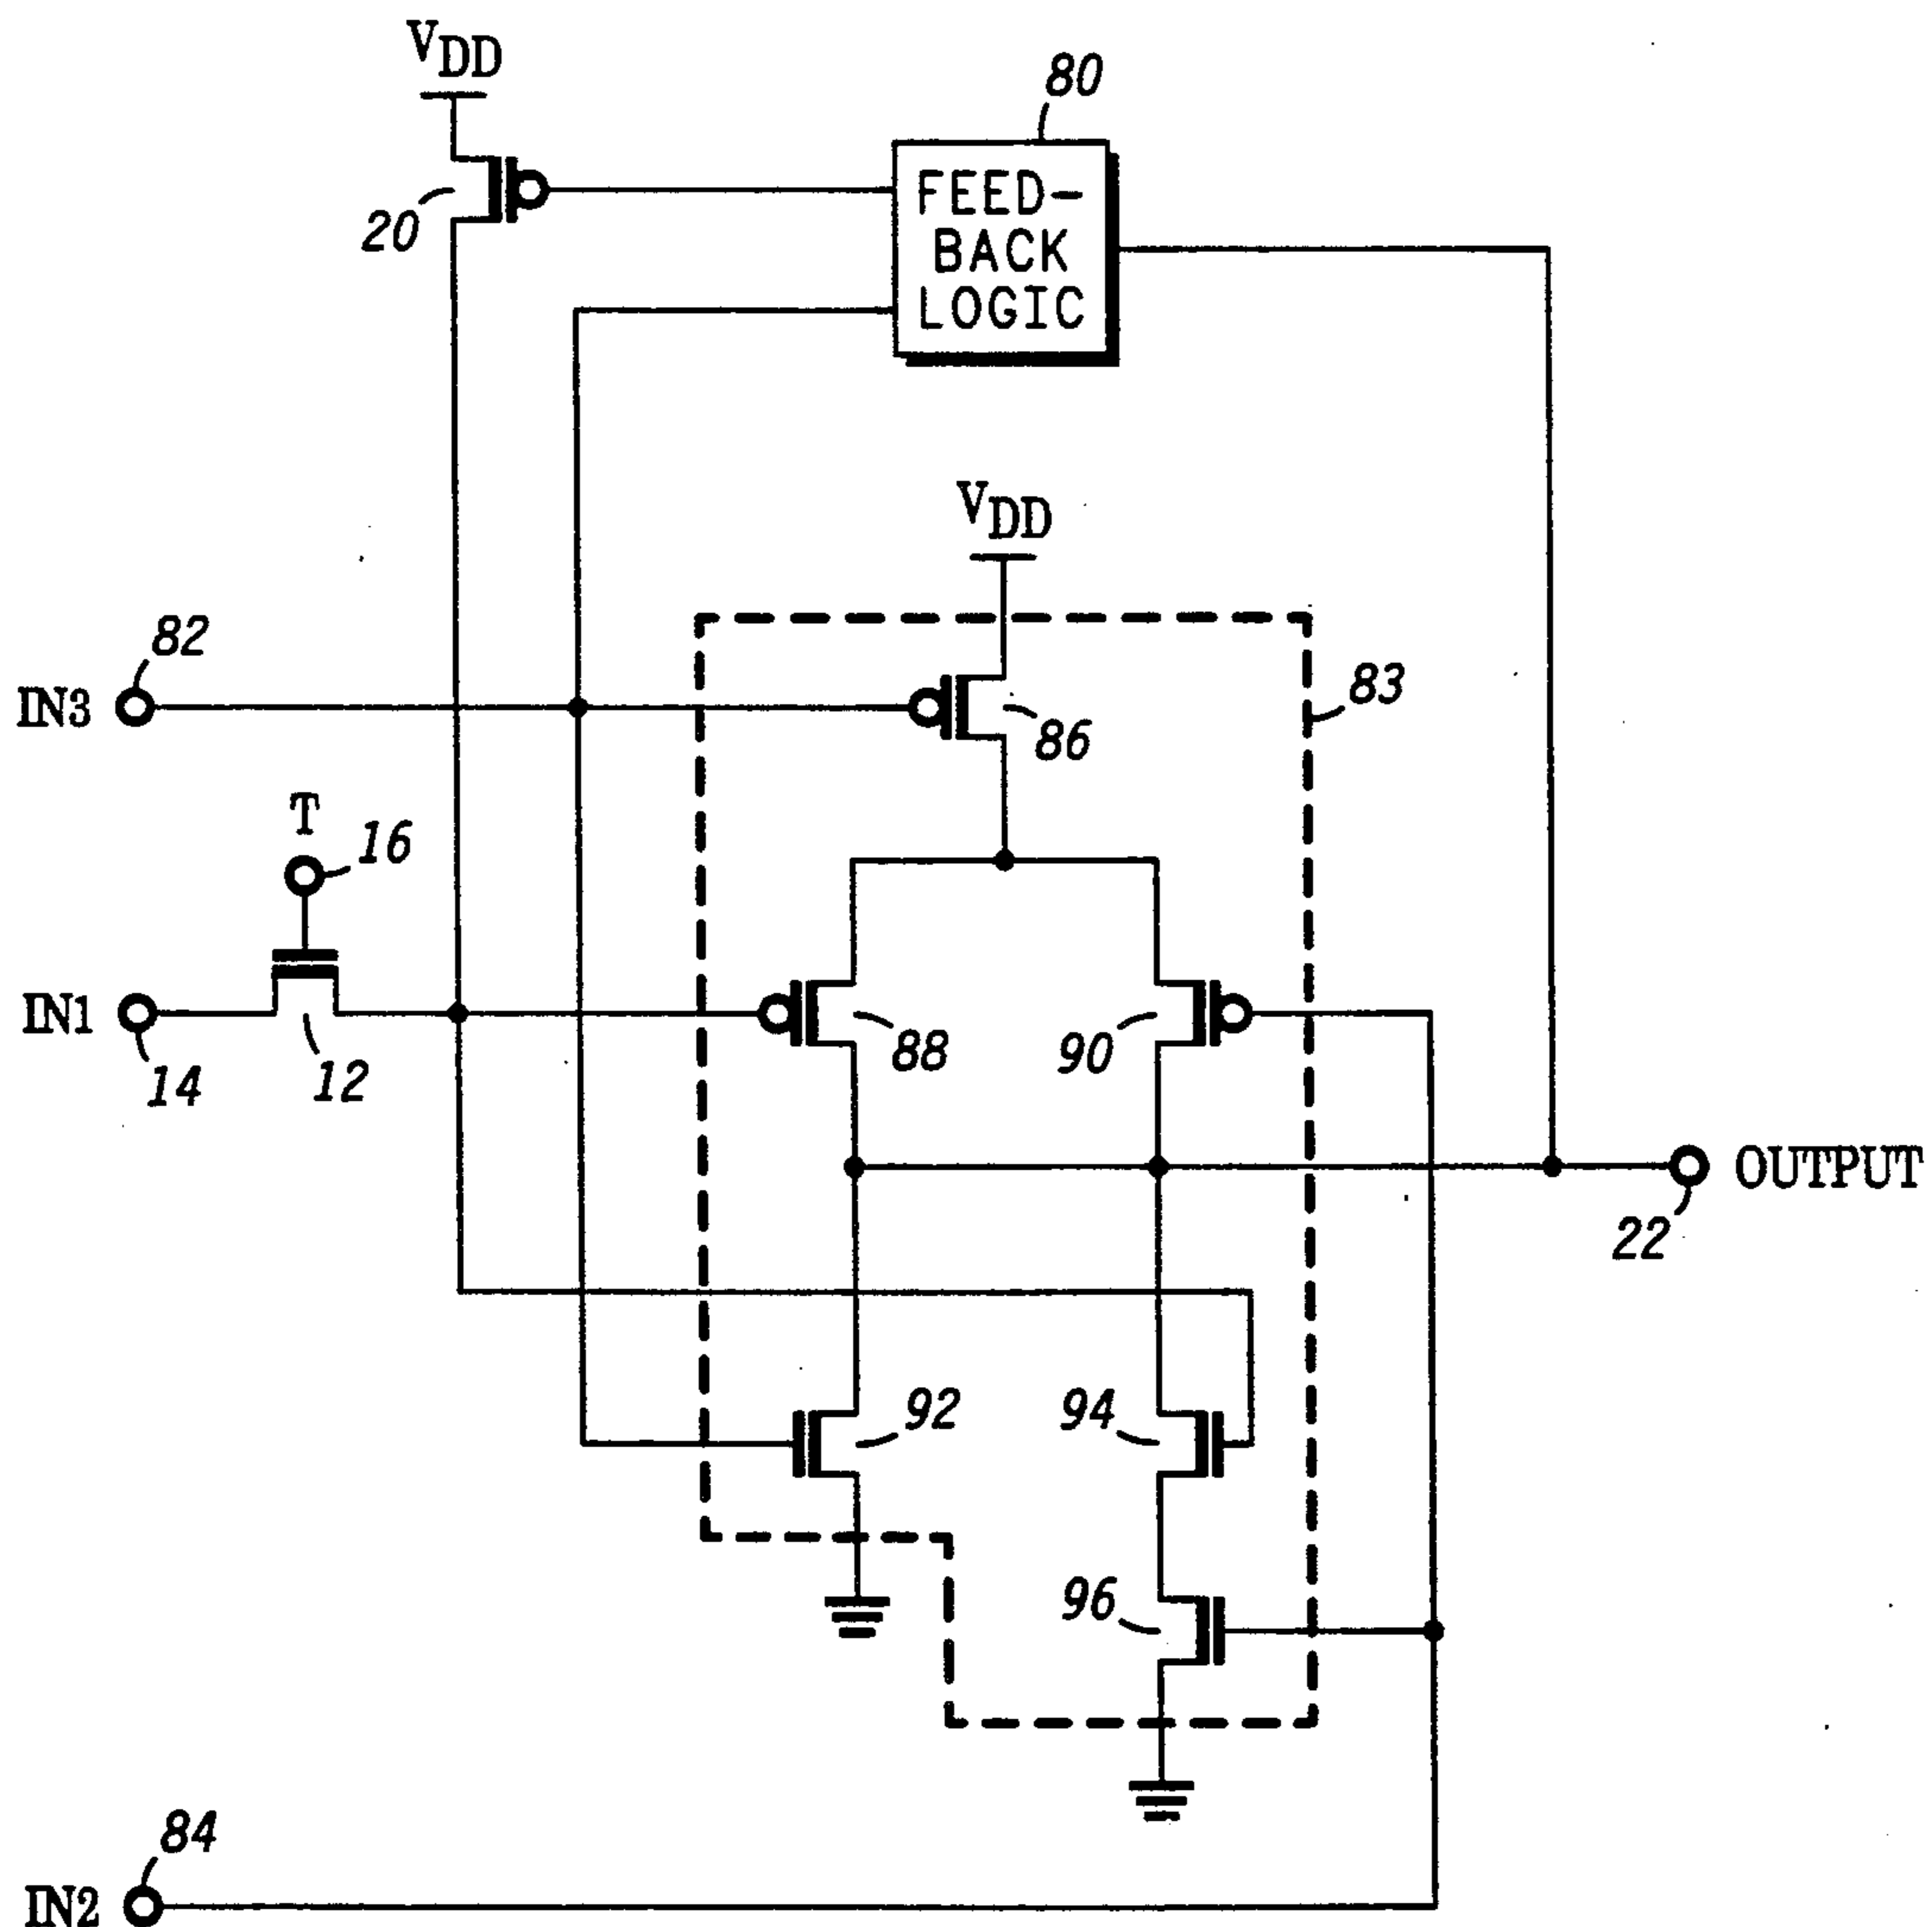 VDD
80
FEED-
BACK
LOGIC
20
VDD
82
IN3
83
86
T
16
IN1
14
12
88
90
OUTPUT
22
92
94
96
84
IN2